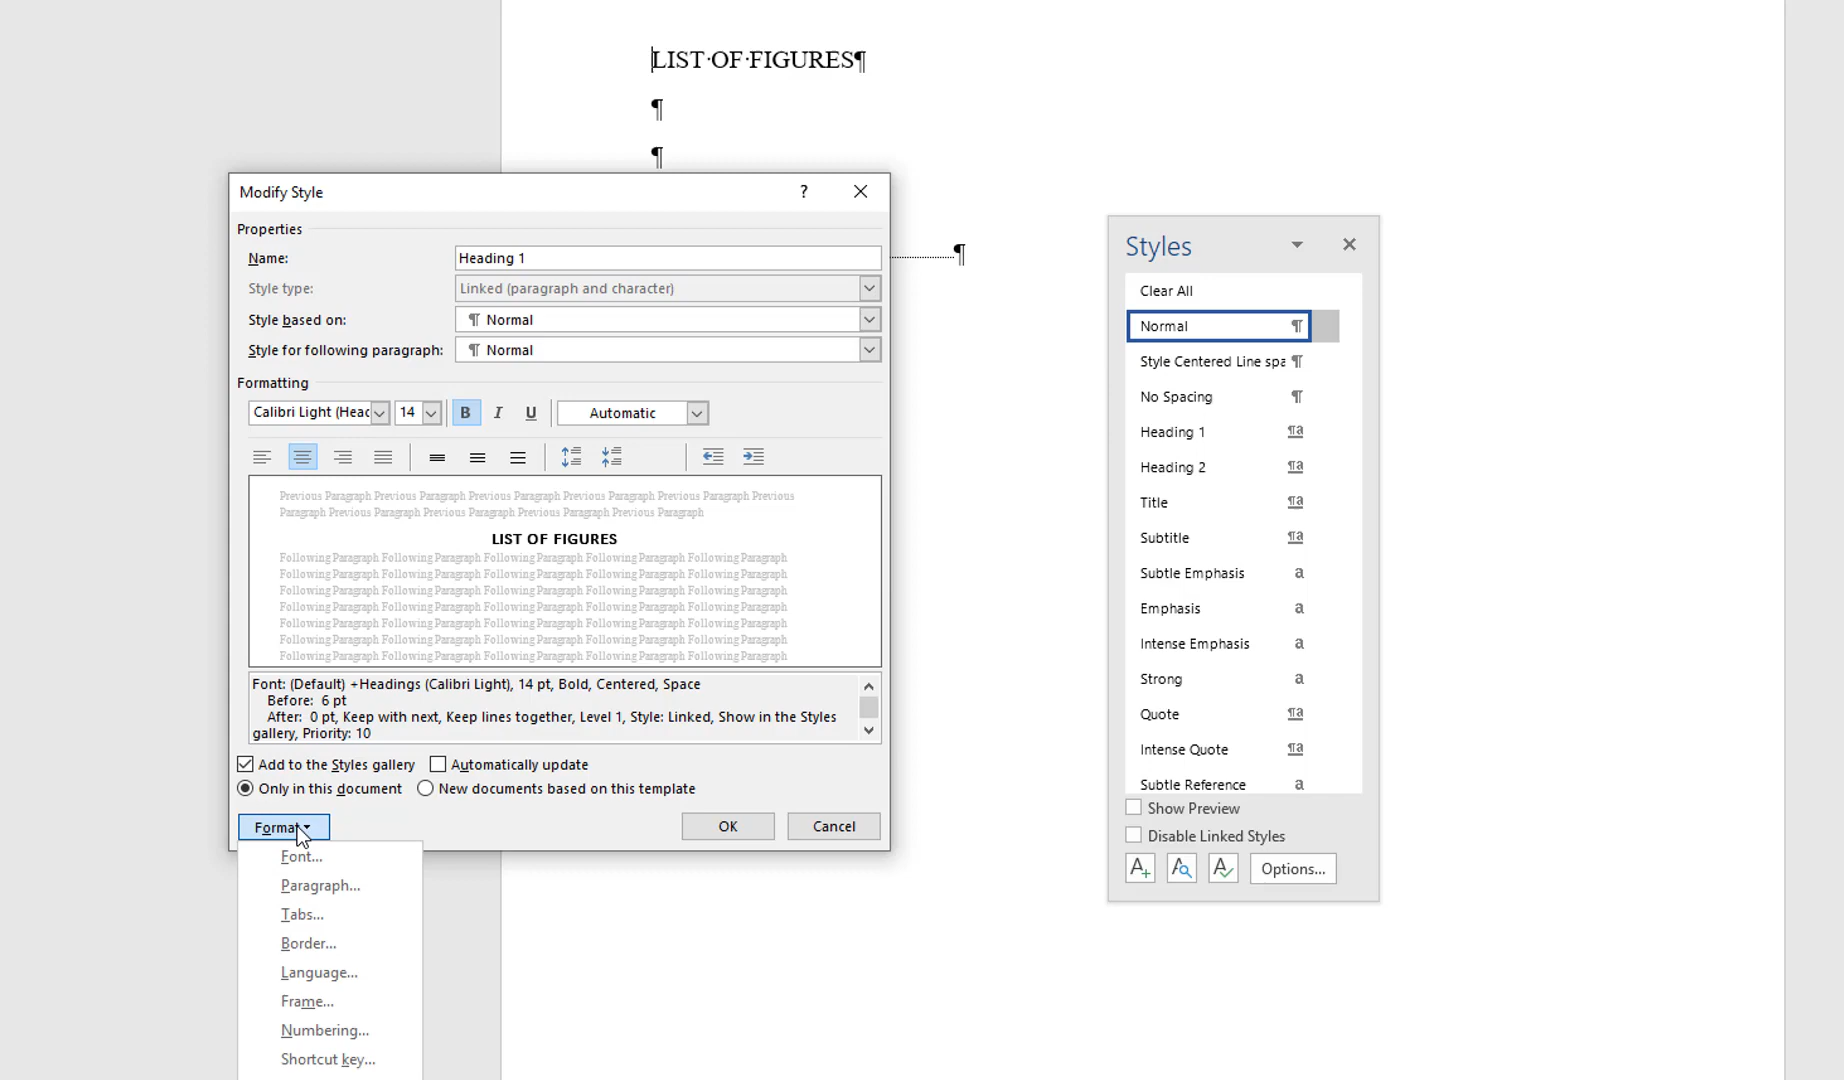 LIST·OF·FIGURES¶
¶
¶
Modify Style
?
Properties
Name:
Heading 1
Style type:
Linked (paragraph and character)
Style based on:
¶ Normal
Style for following paragraph:
¶ Normal
Formatting
Calibri Light (Head
14
B
I
U
Automatic
Previous Paragraph Previous Paragraph Previous Paragraph Previous Paragraph Previous Paragraph Previous
Paragraph Previous Paragraph Previous Paragraph Previous Paragraph Previous Paragraph
LIST OF FIGURES
Following Paragraph Following Paragraph Following Paragraph Following Paragraph Following Paragraph
Following Paragraph Following Paragraph Following Paragraph Following Paragraph Following Paragraph
Following Paragraph Following Paragraph Following Paragraph Following Paragraph Following Paragraph
Following Paragraph Following Paragraph Following Paragraph Following Paragraph Following Paragraph
Following Paragraph Following Paragraph Following Paragraph Following Paragraph Following Paragraph
Following Paragraph Following Paragraph Following Paragraph Following Paragraph Following Paragraph
Following Paragraph Following Paragraph Following Paragraph Following Paragraph Following Paragraph
Font: (Default) +Headings (Calibri Light), 14 pt, Bold, Centered, Space
Before: 6 pt
After: 0 pt, Keep with next, Keep lines together, Level 1, Style: Linked, Show in the Styles
gallery, Priority: 10
Add to the Styles gallery
Automatically update
Only in this document
New documents based on this template
Format
OK
Cancel
Font...
Paragraph...
Tabs...
Border...
Language...
Frame...
Numbering...
Shortcut key...
¶
Styles
Clear All
Normal ¶
Style Centered Line spa ¶
No Spacing ¶
Heading 1 ¶a
Heading 2 ¶a
Title ¶a
Subtitle ¶a
Subtle Emphasis a
Emphasis a
Intense Emphasis a
Strong a
Quote ¶a
Intense Quote ¶a
Subtle Reference a
Show Preview
Disable Linked Styles
Options...